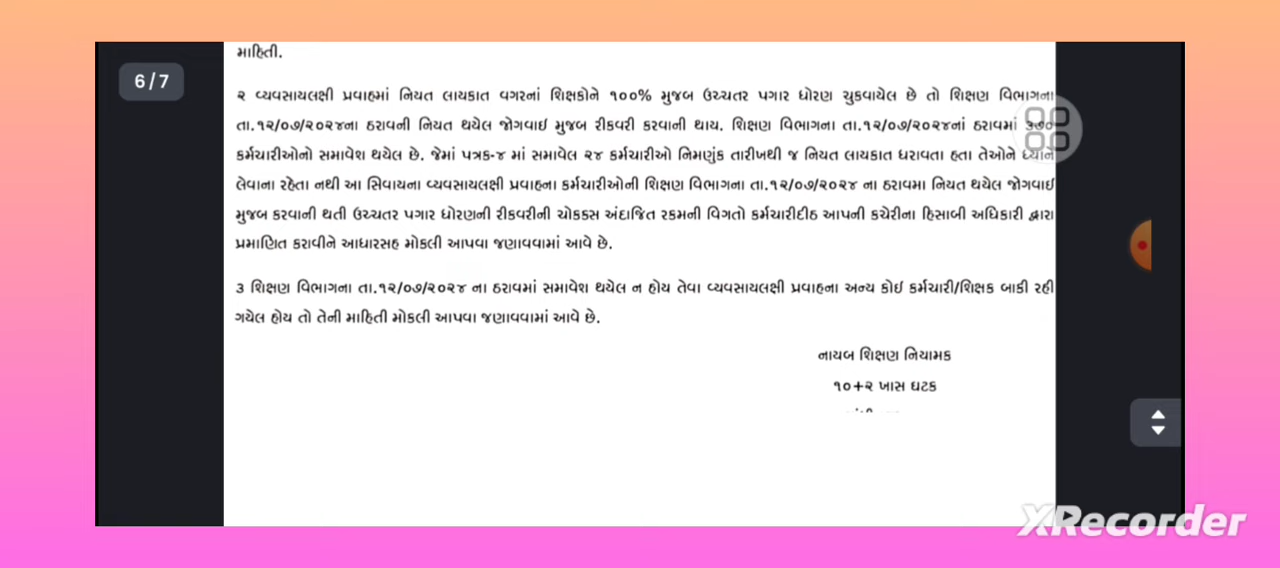 માહિતી.
6/7
૨ વ્યવસાયલક્ષી પ્રવાહમાં નિયત લાયકાત વગરનાં શિક્ષકોને ૧૦૦% મુજબ ઉચ્ચતર પગાર ધોરણ ચુકવાયેલ છે તો શિક્ષણ વિભાગના
તા.૧૨/૦૭/૨૦૨૪ના ઠરાવની નિયત થયેલ જોગવાઈ મુજબ રીકવરી કરવાની થાય. શિક્ષણ વિભાગના તા.૧૨/૦૭/૨૦૨૪નાં ઠરાવમાં ૩૭૦
કર્મચારીઓનો સમાવેશ થયેલ છે. જેમાં પત્રક-૪ માં સમાવેલ ૨૪ કર્મચારીઓ નિમણુંક તારીખથી જ નિયત લાયકાત ધરાવતા હતા તેઓને ધ્યાને
લેવાના રહેતા નથી આ સિવાયના વ્યવસાયલક્ષી પ્રવાહના કર્મચારીઓની શિક્ષણ વિભાગના તા.૧૨/૦૭/૨૦૨૪ ના ઠરાવમા નિયત થયેલ જોગવાઈ
મુજબ કરવાની થતી ઉચ્ચતર પગાર ધોરણની રીકવરીની ચોકકસ અંદાજિત રકમની વિગતો કર્મચારીદીઠ આપની કચેરીના હિસાબી અધિકારી દ્વારા
પ્રમાણિત કરાવીને આધારસહ મોકલી આપવા જણાવવામાં આવે છે.
૩ શિક્ષણ વિભાગના તા.૧૨/૦૭/૨૦૨૪ ના ઠરાવમાં સમાવેશ થયેલ ન હોય તેવા વ્યવસાયલક્ષી પ્રવાહના અન્ય કોઈ કર્મચારી/શિક્ષક બાકી રહી
ગયેલ હોય તો તેની માહિતી મોકલી આપવા જણાવવામાં આવે છે.
નાયબ શિક્ષણ નિયામક
૧૦+૨ ખાસ ઘટક
XRecorder